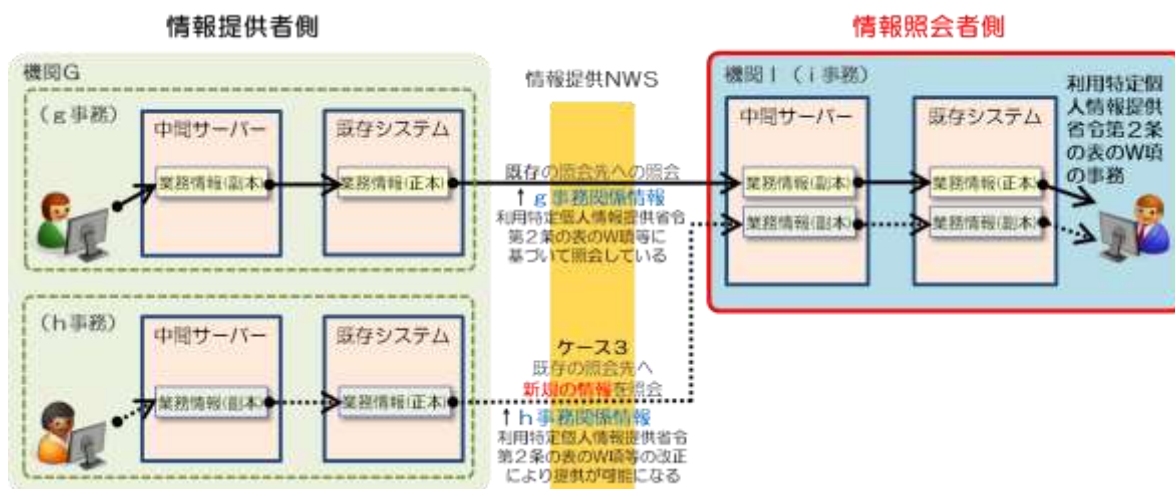 情報提供者側
情報照会者側
機関G
(g事務)
中間サーバー
既存システム
業務情報(副本)
業務情報(正本)
(h事務)
中間サーバー
既存システム
業務情報(副本)
業務情報(正本)
情報提供NWS
既存の照会先への照会
↑g事務関係情報
利用特定個人情報提供省令
第2条の表のW項等に
基づいて照会している
ケース3
既存の照会先へ
新規の情報を照会
↑h事務関係情報
利用特定個人情報提供省令
第2条の表のW項等の改正
により提供が可能になる
機関I(i事務)
中間サーバー
既存システム
業務情報(副本)
業務情報(正本)
業務情報(副本)
業務情報(副本)
利用特定個
人情報提供
省令第2条
の表のW項
の事務